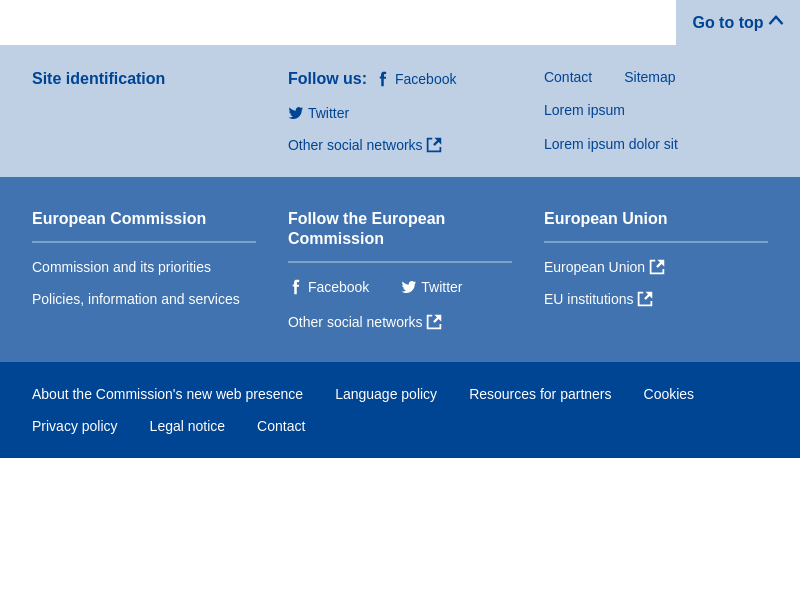 Go to top
Site identification
Follow us: Facebook
Twitter
Other social networks
Contact Sitemap
Lorem ipsum
Lorem ipsum dolor sit
European Commission
Commission and its priorities
Policies, information and services
Follow the European
Commission
Facebook Twitter
Other social networks
European Union
European Union
EU institutions
About the Commission's new web presence Language policy Resources for partners Cookies
Privacy policy Legal notice Contact